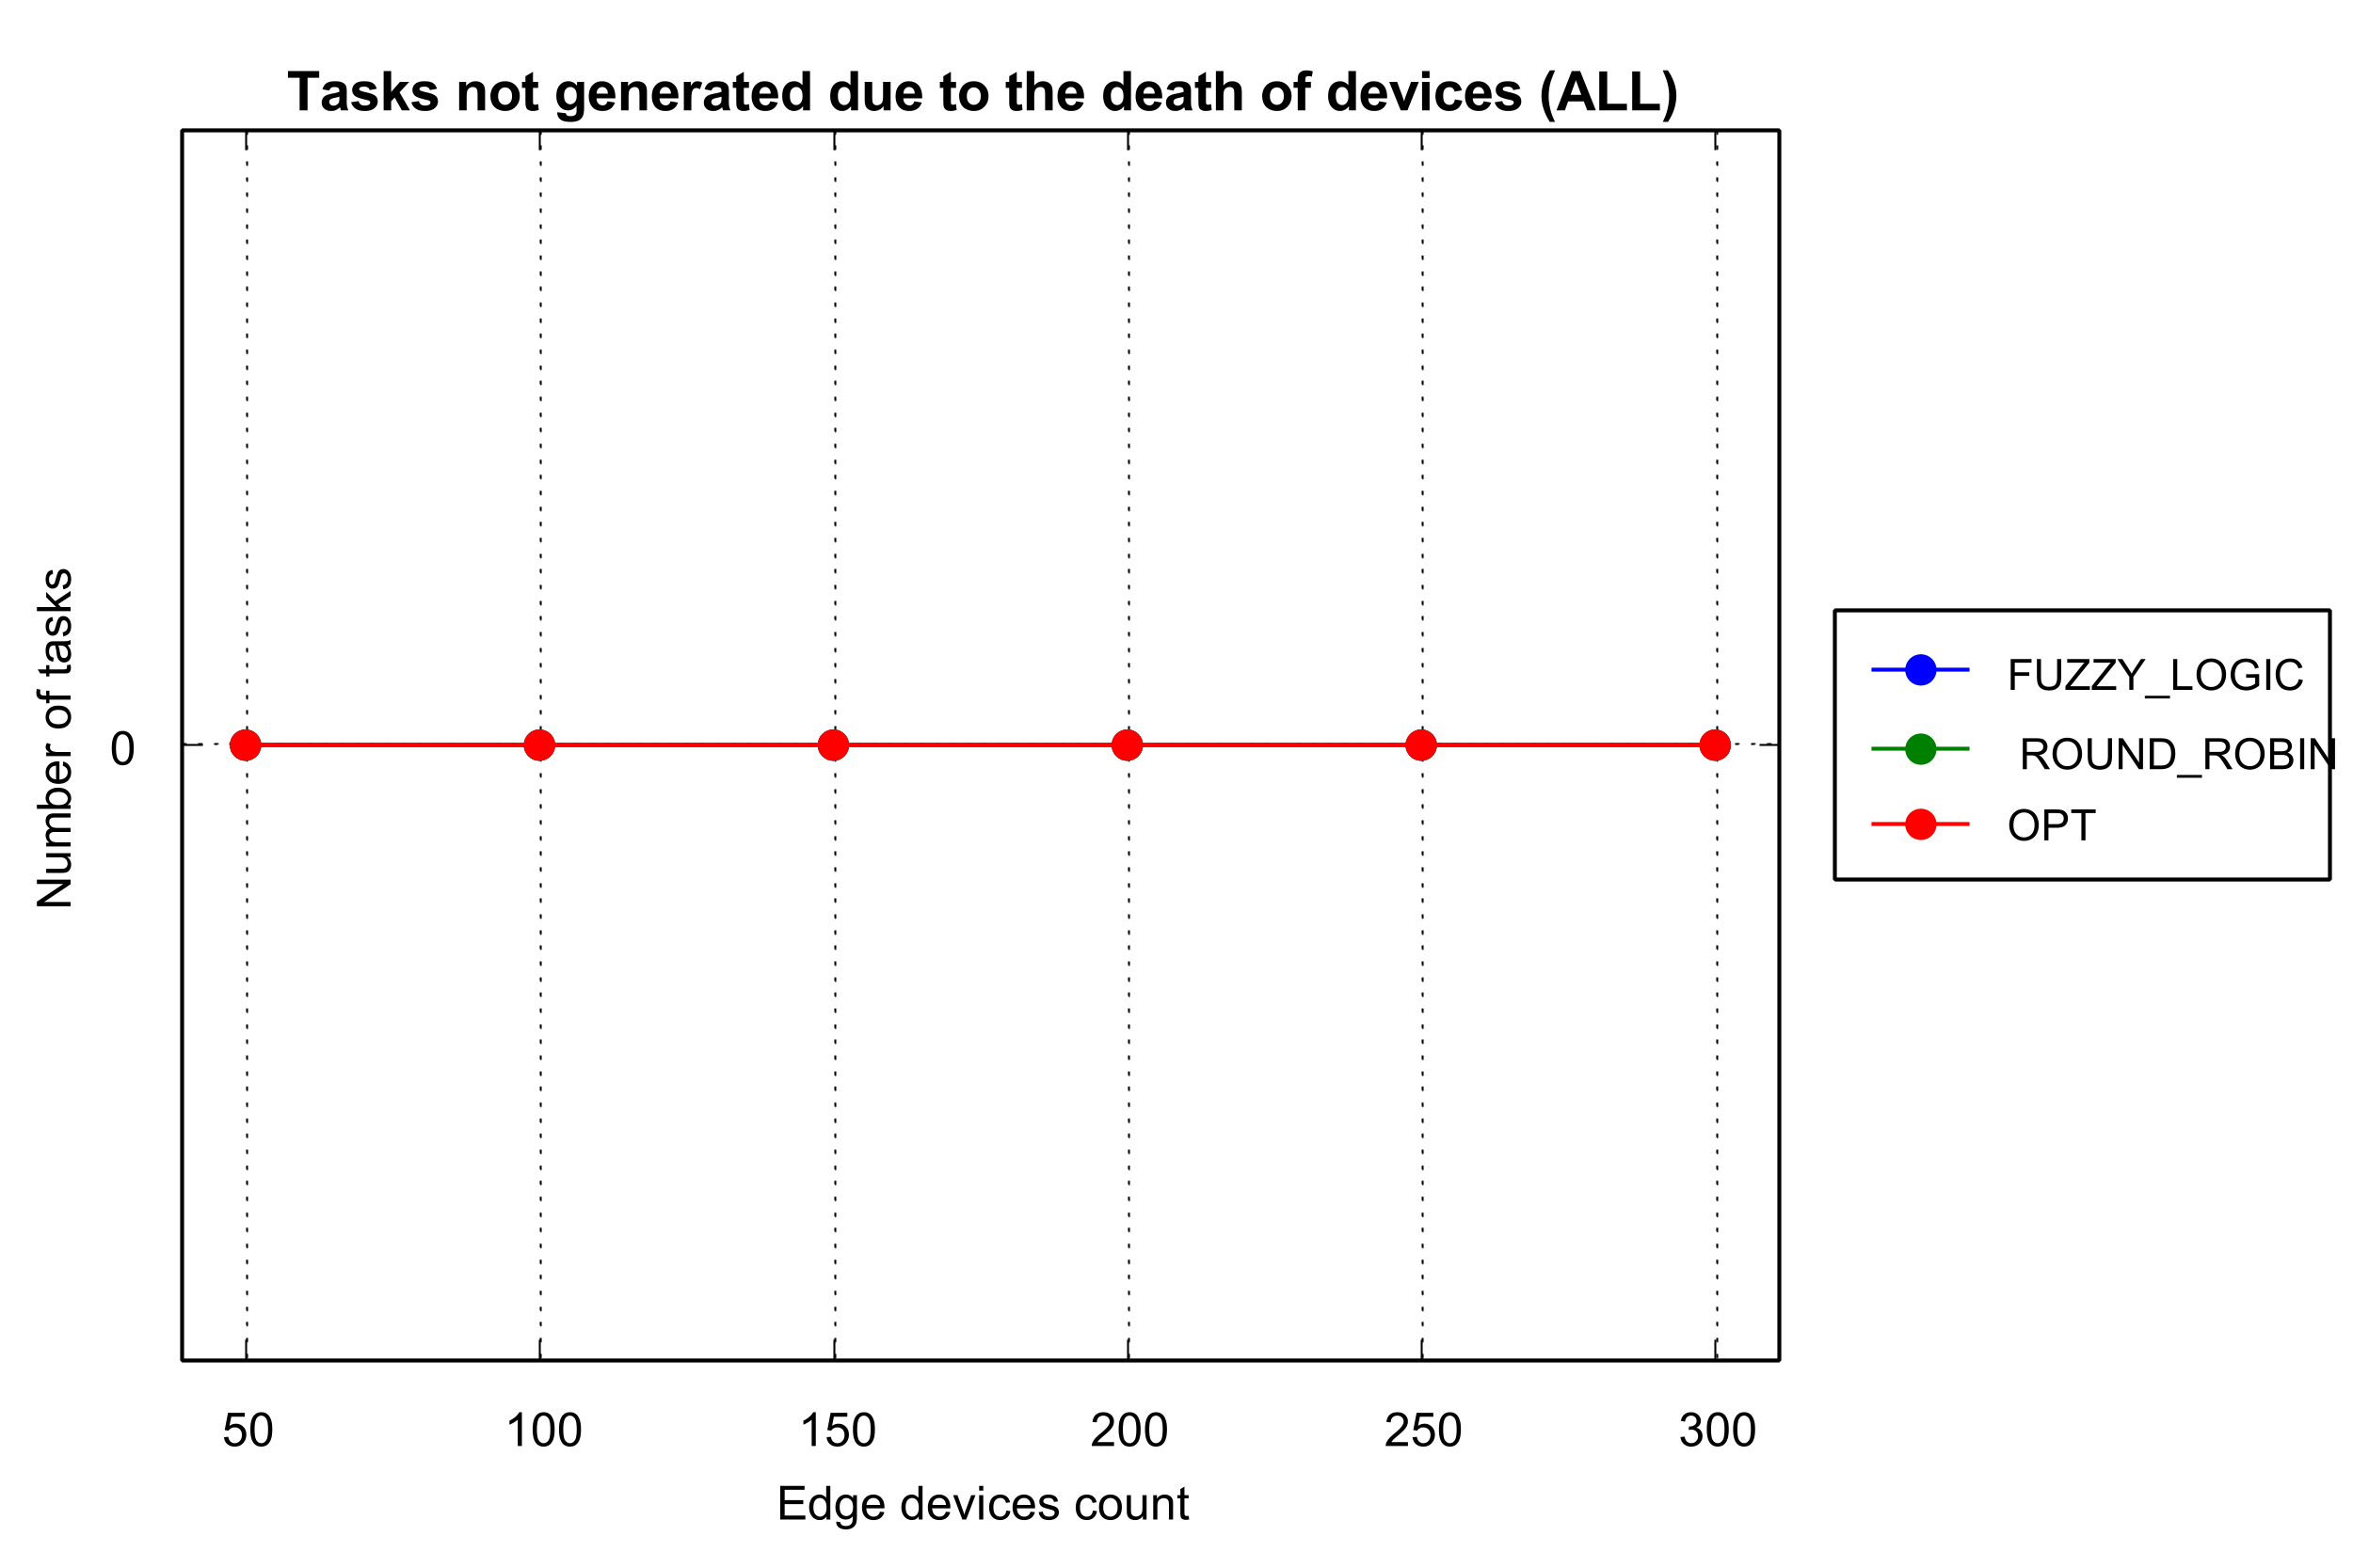 Tasks not generated due to the death of devices (ALL)
Number of tasks
0
FUZZY_LOGIC
ROUND_ROBIN
OPT
50 100 150 200 250 300
Edge devices count